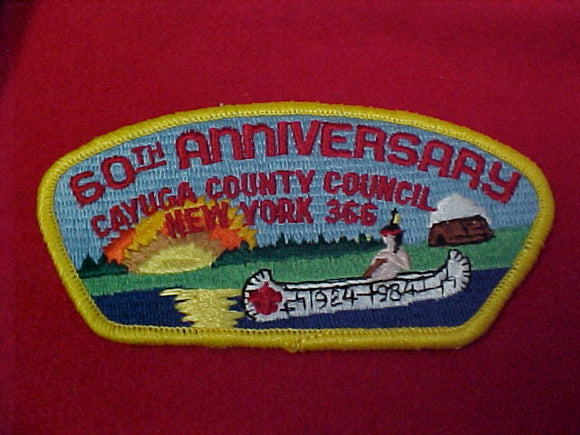 60TH ANNIVERSARY
CAYUGA COUNTY COUNCIL
NEW YORK 366
1924 1984